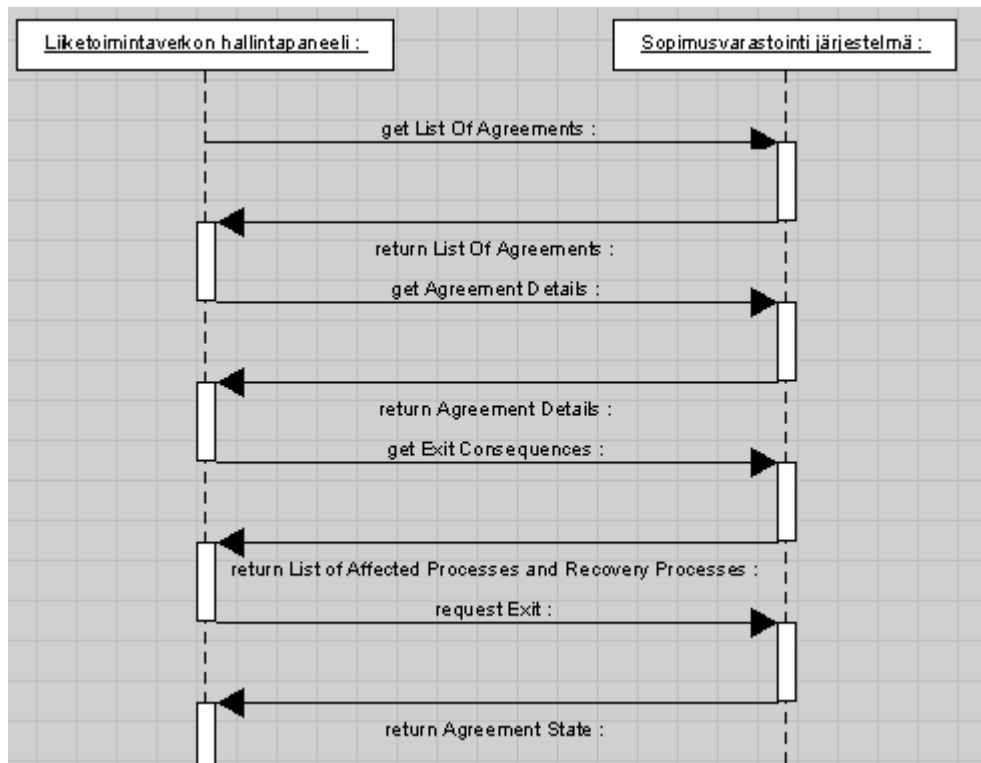 Liiketoimintaverkon hallintapaneeli :
Sopimusvarastointi järjestelmä :
get List Of Agreements :
return List Of Agreements :
get Agreement Details :
return Agreement Details :
get Exit Consequences :
return List of Affected Processes and Recovery Processes :
request Exit :
return Agreement State :